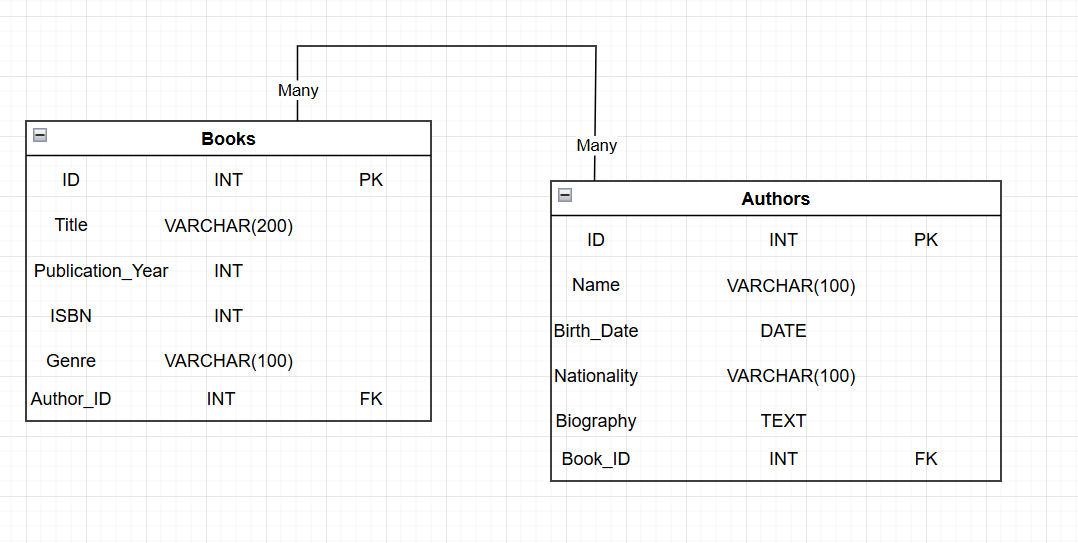 Many
Many
Books
ID INT PK
Title VARCHAR(200)
Publication_Year INT
ISBN INT
Genre VARCHAR(100)
Author_ID INT FK
Authors
ID INT PK
Name VARCHAR(100)
Birth_Date DATE
Nationality VARCHAR(100)
Biography TEXT
Book_ID INT FK